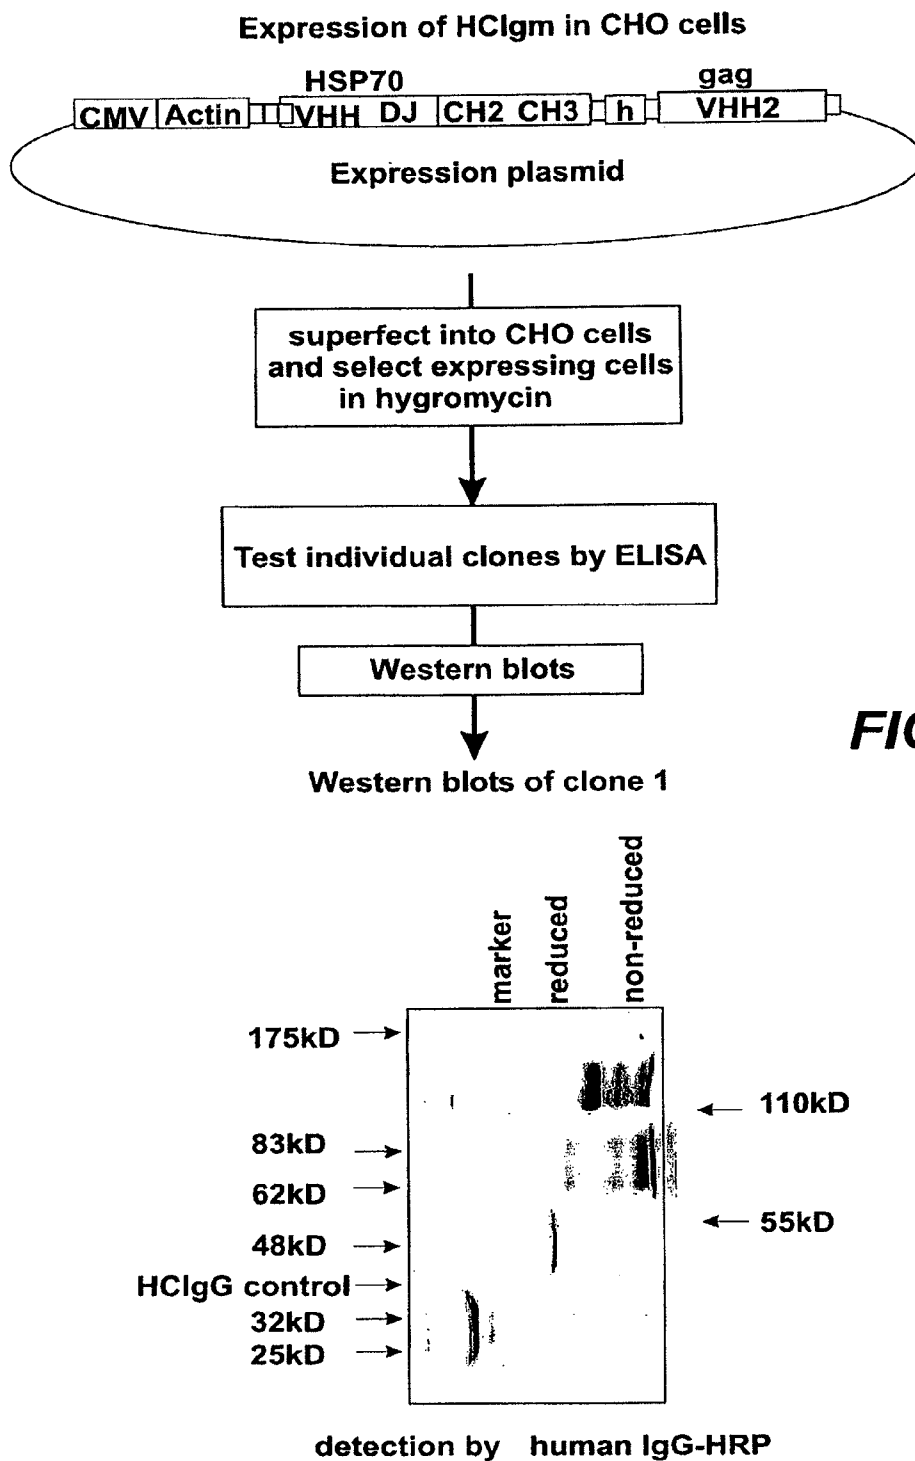 Expression of HCIgm in CHO cells
HSP70
gag
CMV Actin VHH DJ CH2 CH3 h VHH2
Expression plasmid
superfect into CHO cells
and select expressing cells
in hygromycin
Test individual clones by ELISA
Western blots
FIG
Western blots of clone 1
marker
reduced
non-reduced
175kD
110kD
83kD
62kD
55kD
48kD
HCIgG control
32kD
25kD
detection by human IgG-HRP